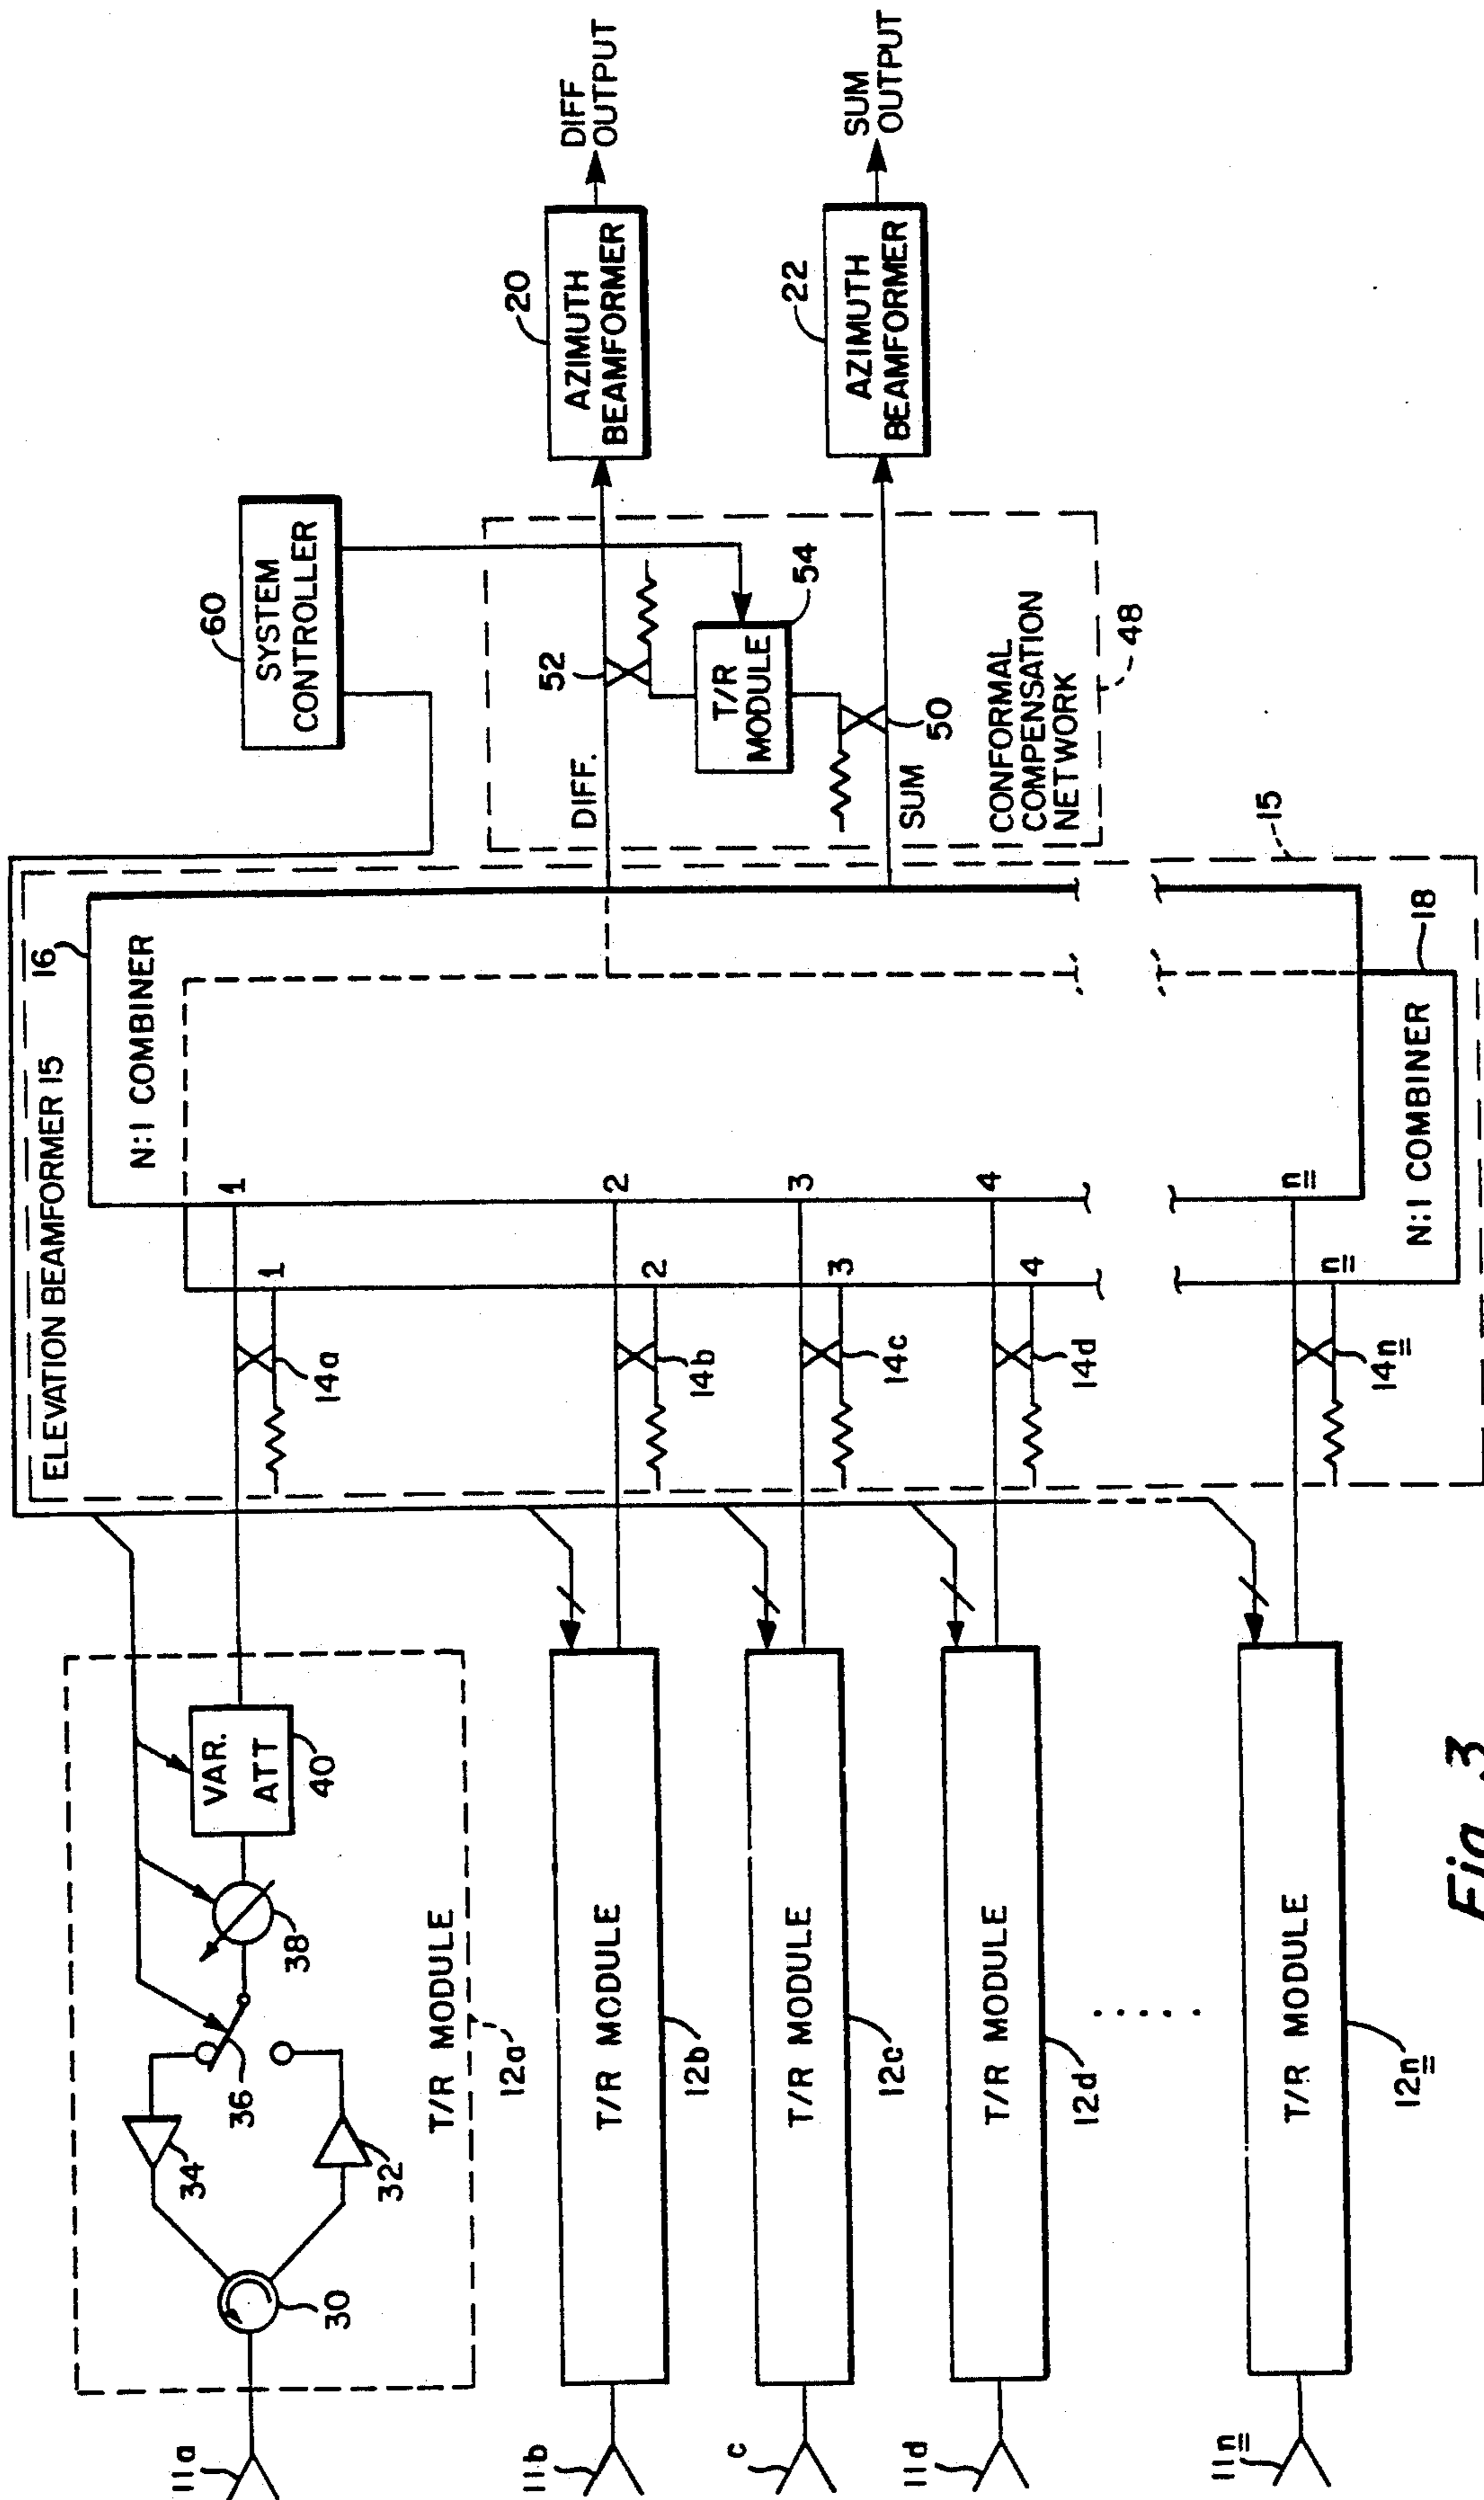 ELEVATION BEAMFORMER 15
16
N:1 COMBINER
60
SYSTEM
CONTROLLER
11a
30
34
32
36
38
VAR.
ATT
40
T/R MODULE
12a
14a
1
1
11b
T/R MODULE
12b
14b
2
2
c
T/R MODULE
12c
14c
3
3
11d
T/R MODULE
12d
14d
4
4
11n
T/R MODULE
12n
14n
n
n
N:1 COMBINER
18
15
DIFF.
52
T/R
MODULE
54
SUM
50
CONFORMAL
COMPENSATION
NETWORK
48
20
AZIMUTH
BEAMFORMER
DIFF
OUTPUT
22
AZIMUTH
BEAMFORMER
SUM
OUTPUT
Fig. 3